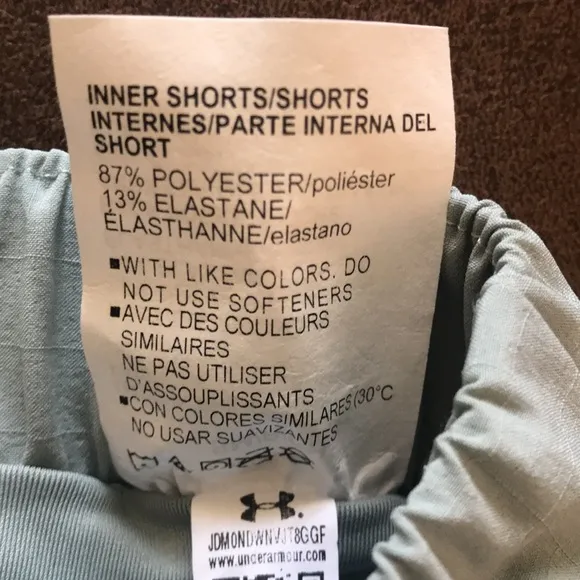 INNER SHORTS/SHORTS
INTERNES/PARTE INTERNA DEL
SHORT
87% POLYESTER/poliéster
13% ELASTANE/
ÉLASTHANNE/elastano
■WITH LIKE COLORS. DO
NOT USE SOFTENERS
■AVEC DES COULEURS
SIMILAIRES
NE PAS UTILISER
D'ASSOUPLISSANTS
■CON COLORES SIMILARES (30°C
NO USAR SUAVIZANTES
www.underarmour.com